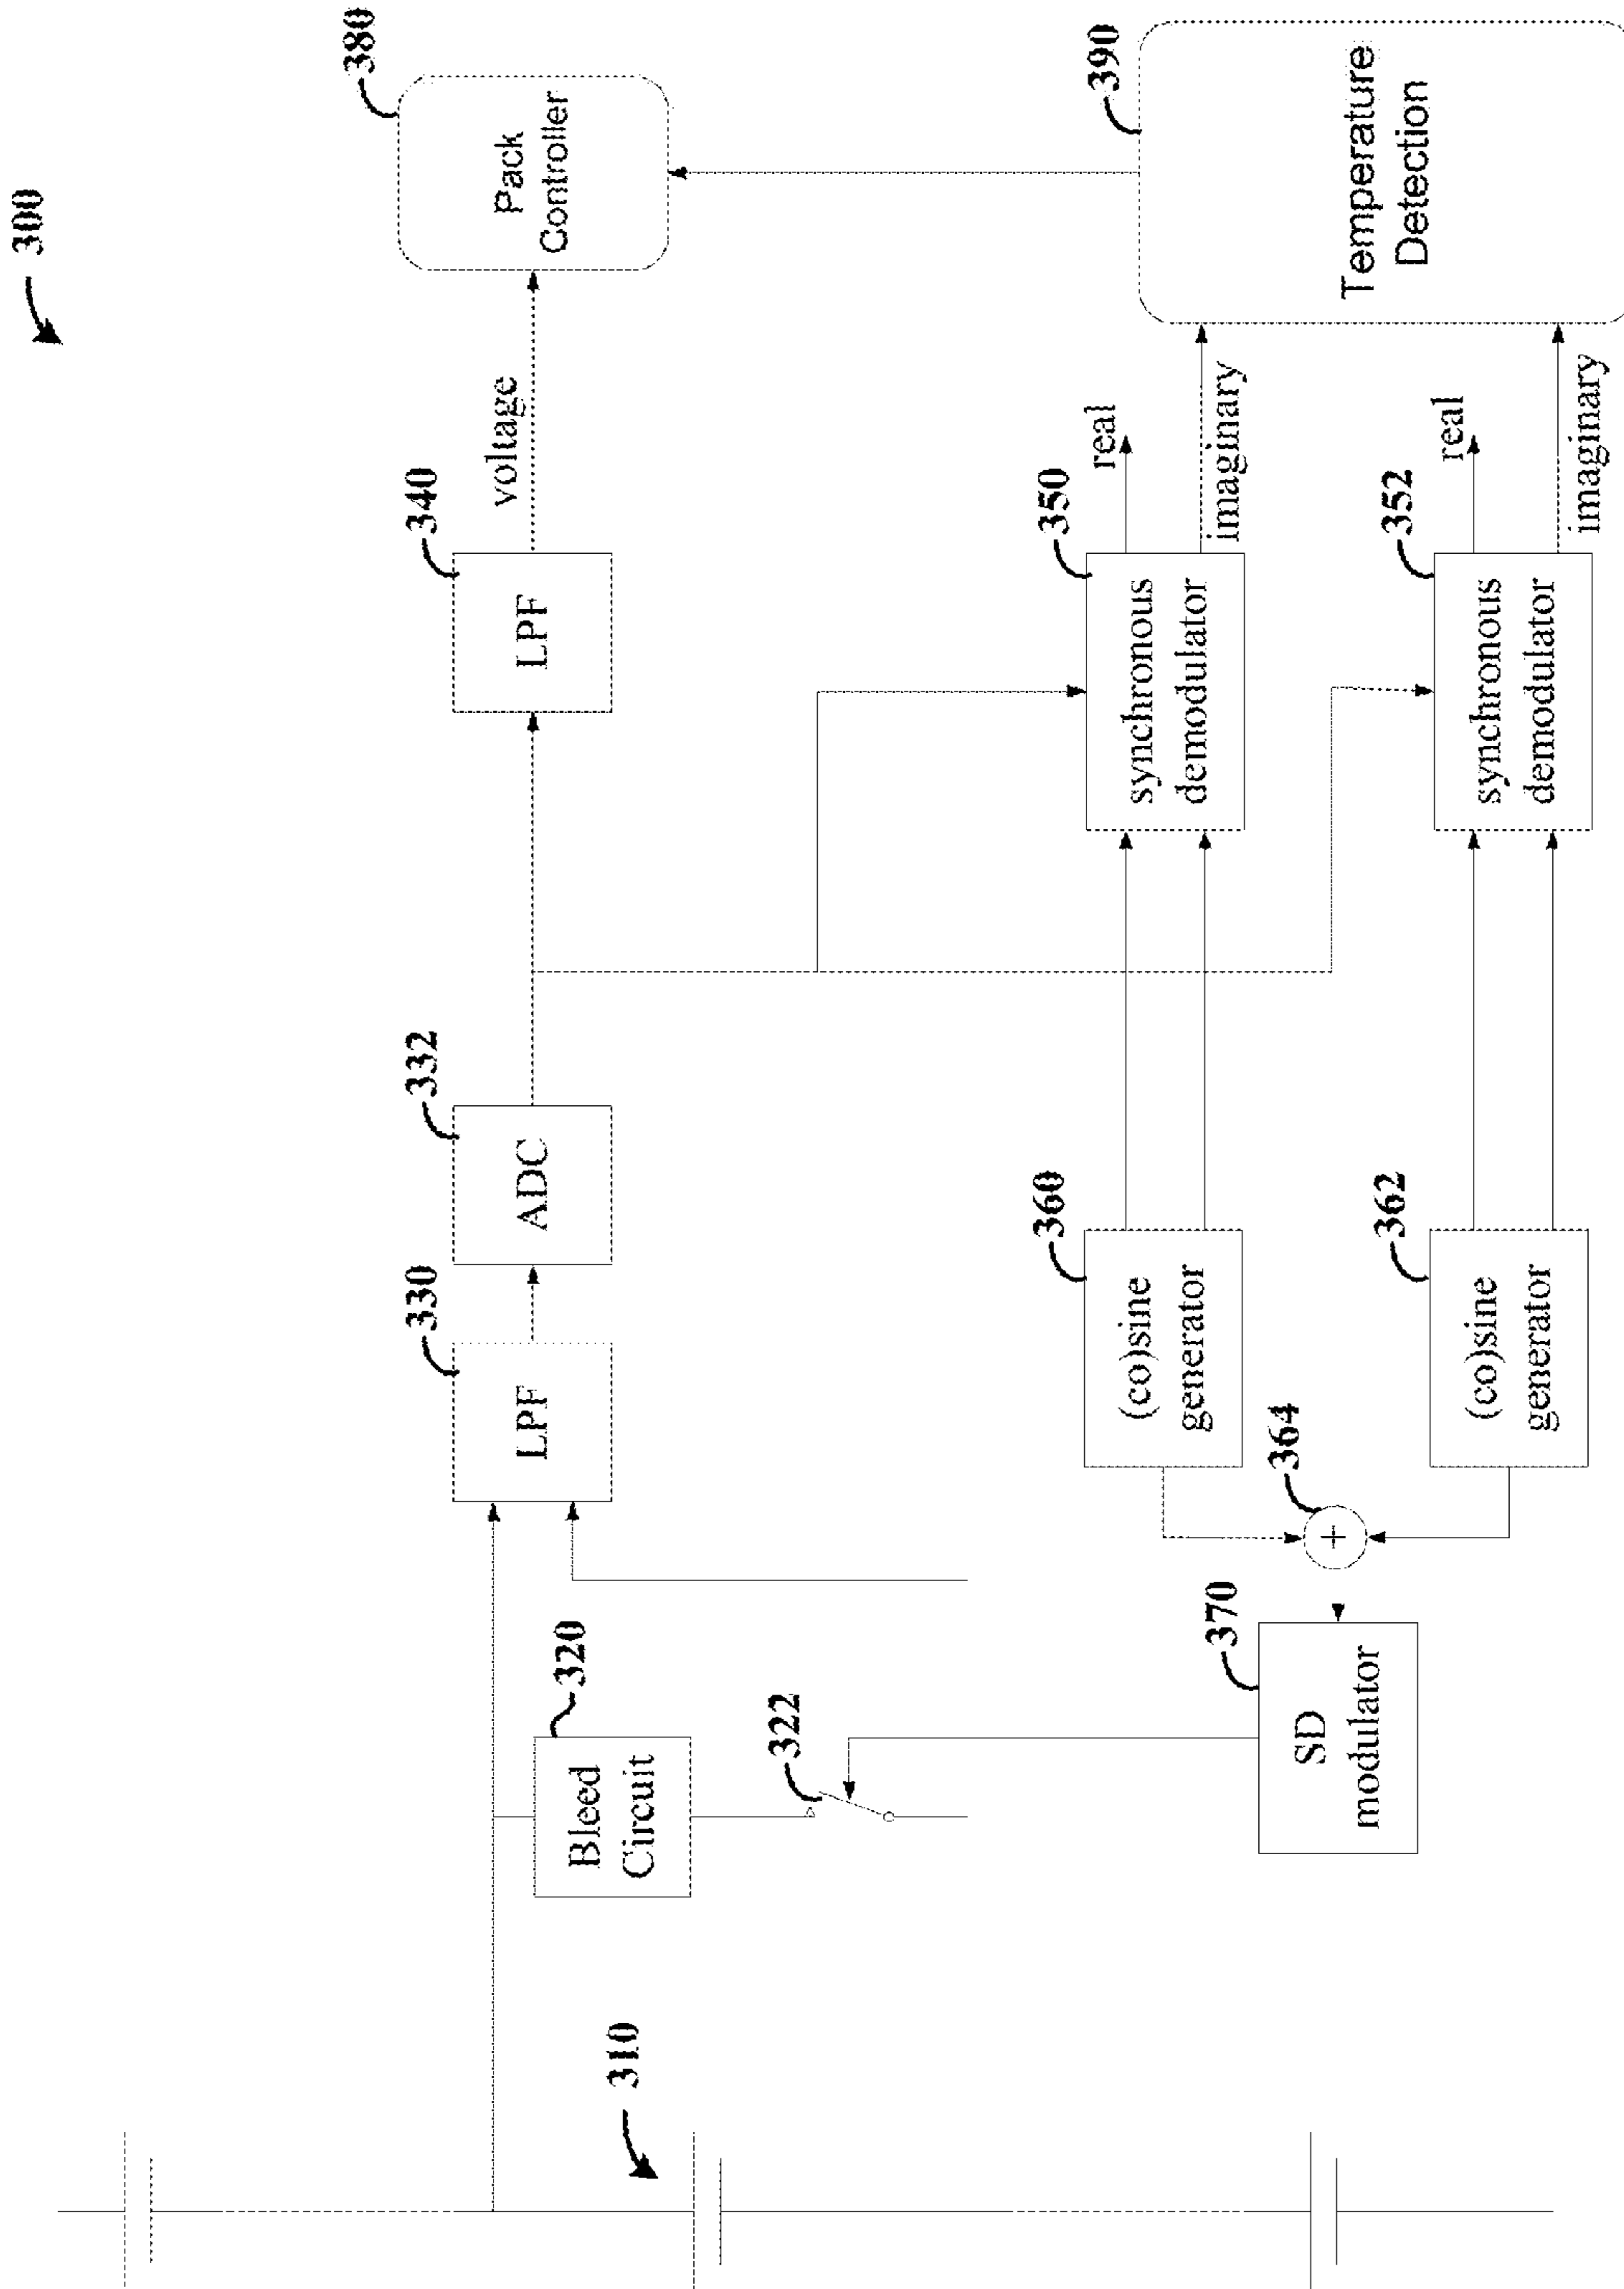 300
380
Pack
Controller
voltage
340
LPF
332
ADC
330
LPF
320
Bleed
Circuit
322
310
390
Temperature
Detection
real
imaginary
350
synchronous
demodulator
360
(co)sine
generator
364
+
370
SD
modulator
real
imaginary
352
synchronous
demodulator
362
(co)sine
generator